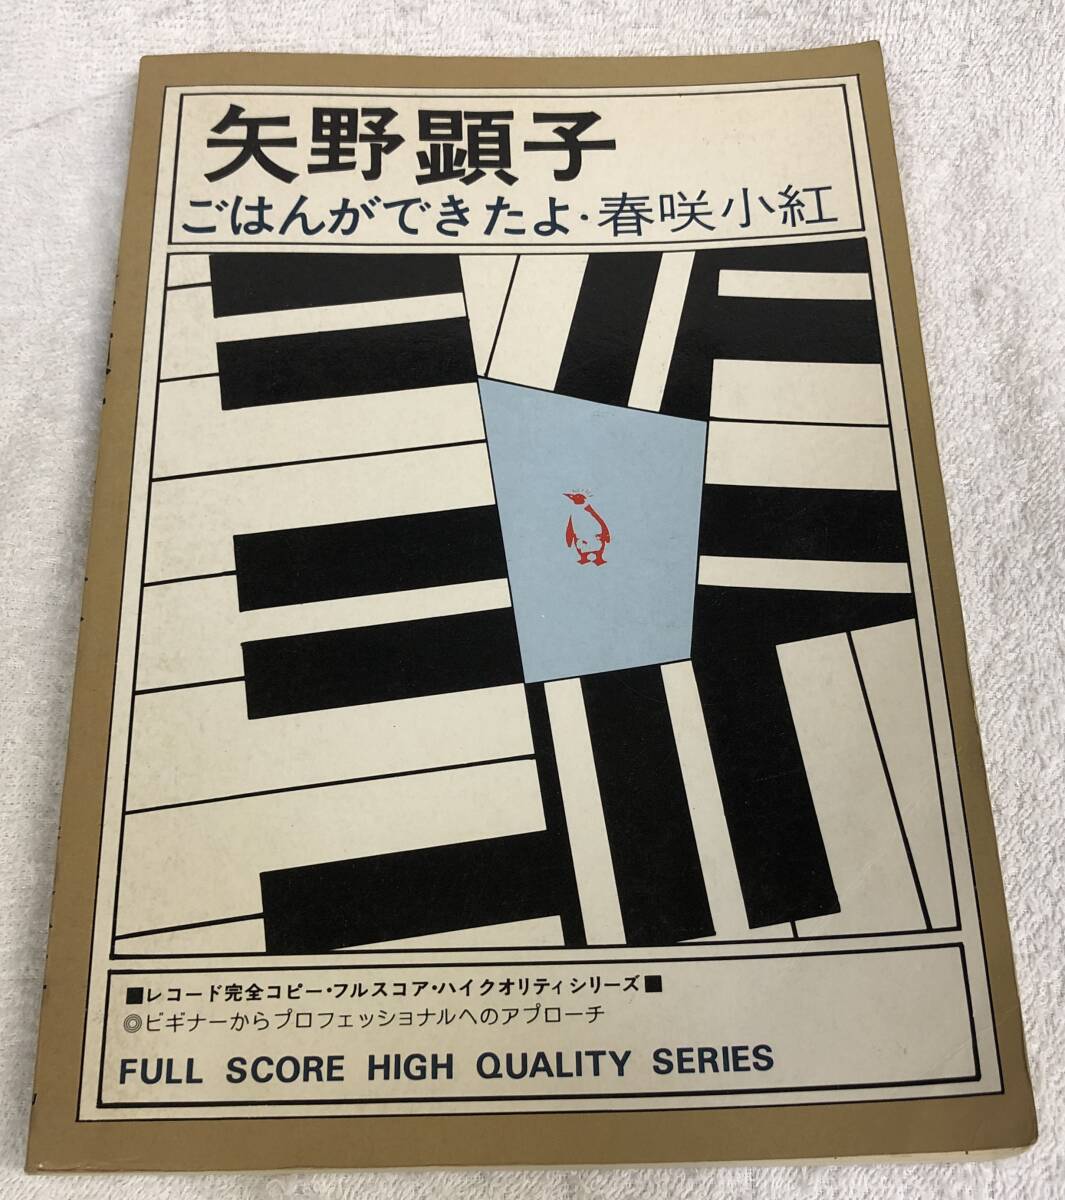 矢野顕子
ごはんができたよ・春咲小紅
■レコード完全コピー・フルスコア・ハイクオリティシリーズ■
◎ビギナーからプロフェッショナルへのアプローチ
FULL SCORE HIGH QUALITY SERIES